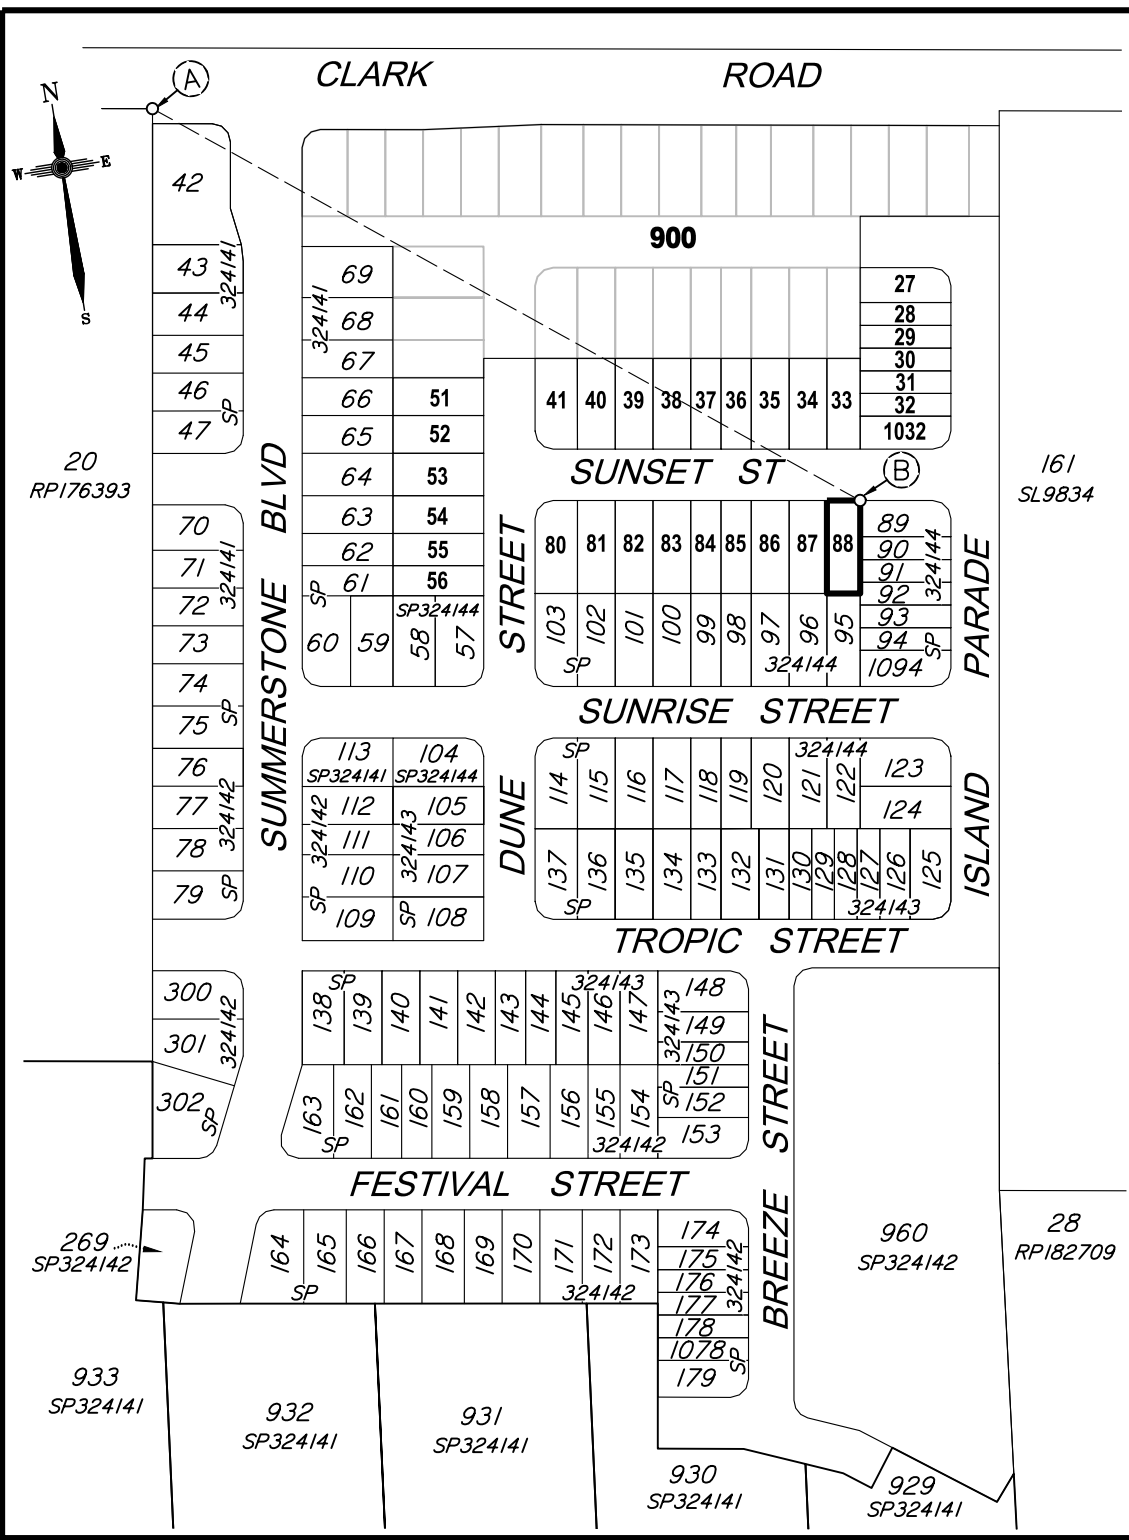 CLARK ROAD
A
N
W E
S
42
43
44
45
46
47
324141
SP
20
RP176393
69
68
67
66
65
64
63
62
61
60
59
324141
SP
900
51
52
53
54
55
56
SP324144
58
57
27
28
29
30
31
32
1032
41 40 39 38 37 36 35 34 33
SUNSET ST
B
161
SL9834
SUMMERSTONE BLVD
DUNE STREET
ISLAND PARADE
70
71
72
73
74
75
76
77
78
79
324141
SP
324142
SP
80 81 82 83 84 85 86 87 88
89
90
91
92
93
94
1094
324144
SP
103 102 101 100 99 98 97 96 95
SP 324144
SUNRISE STREET
113
SP324141
112
111
110
109
324142
SP
104
SP324144
105
106
107
108
324143
SP
SP 324144
114 115 116 117 118 119 120 121 122
123
124
137 136 135 134 133 132 131 130 129 128 127 126 125
SP 324143
TROPIC STREET
300
301
302
324142
SP
SP 324143
138 139 140 141 142 143 144 145 146 147
148
149
150
151
152
153
324143
SP
163 162 161 160 159 158 157 156 155 154
SP 324142
FESTIVAL STREET
BREEZE STREET
269
SP324142
164 165 166 167 168 169 170 171 172 173
SP 324142
174
175
176
177
178
1078
179
324142
SP
960
SP324142
28
RP182709
933
SP324141
932
SP324141
931
SP324141
930
SP324141
929
SP324141